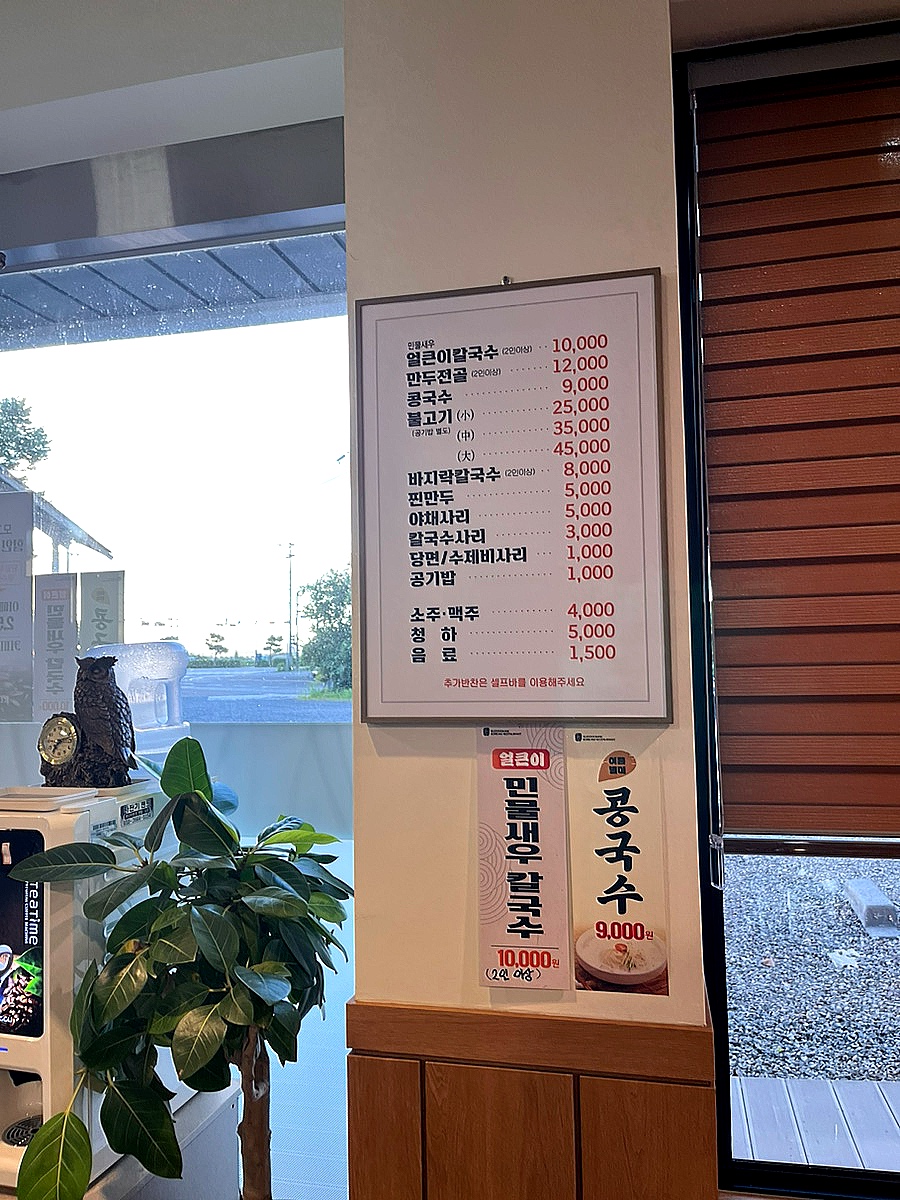 민물새우
얼큰이칼국수 (2인이상) 10,000
만두전골 (2인이상) 12,000
콩국수 9,000
불고기 (小) 25,000
(공기밥 별도) (中) 35,000
(大) 45,000
바지락칼국수 (2인이상) 8,000
찐만두 5,000
야채사리 5,000
칼국수사리 3,000
당면/수제비사리 1,000
공기밥 1,000
소주·맥주 4,000
청 하 5,000
음 료 1,500
추가반찬은 셀프바를 이용해주세요
얼큰이
민물새우 칼국수
10,000원
(2인 이상)
여름
별미
콩국수
9,000원
TeaTime